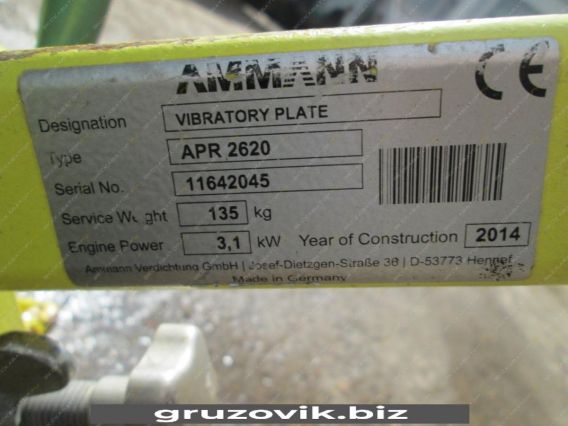 AMMANN
CE
Designation VIBRATORY PLATE
Type APR 2620
Serial No. 11642045
Service Weight 135 kg
Engine Power 3,1 kW Year of Construction 2014
Ammann Verdichtung GmbH | Josef-Dietzgen-Straße 36 | D-53773 Hennef
Made in Germany
gruzovik.biz